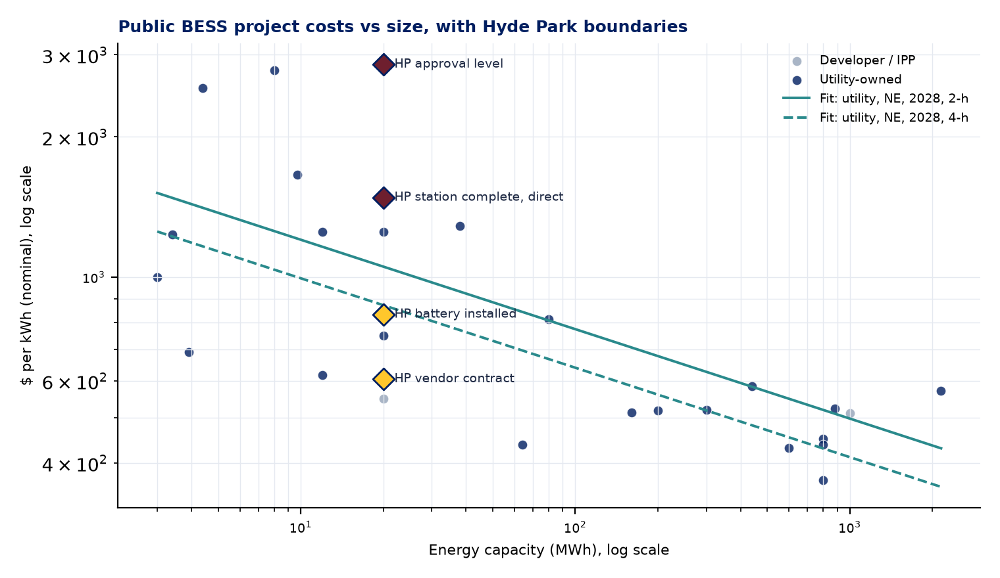 Public BESS project costs vs size, with Hyde Park boundaries
$ per kWh (nominal), log scale
3 × 10³
2 × 10³
10³
6 × 10²
4 × 10²
HP approval level
HP station complete, direct
HP battery installed
HP vendor contract
Developer / IPP
Utility-owned
Fit: utility, NE, 2028, 2-h
Fit: utility, NE, 2028, 4-h
10¹
10²
10³
Energy capacity (MWh), log scale